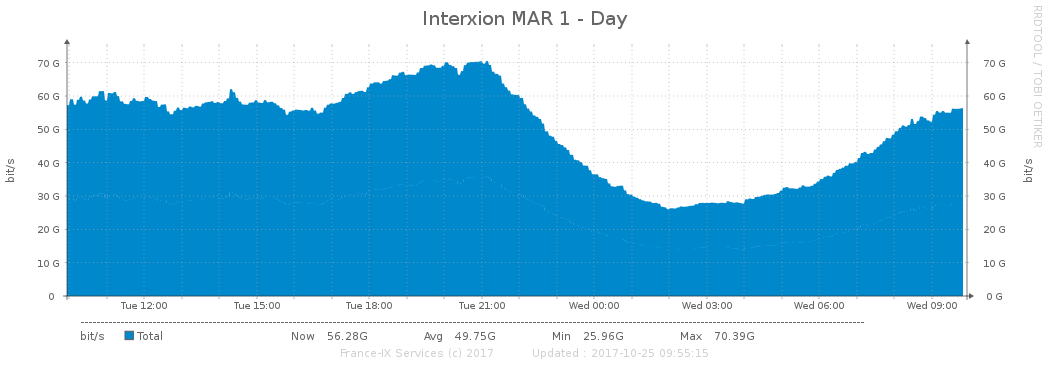 Interxion MAR 1 - Day
RRDTOOL / TOBI OETIKER
bit/s
70 G
60 G
50 G
40 G
30 G
20 G
10 G
0
70 G
60 G
50 G
40 G
30 G
20 G
10 G
0 G
bit/s
Tue 12:00 Tue 15:00 Tue 18:00 Tue 21:00 Wed 00:00 Wed 03:00 Wed 06:00 Wed 09:00
bit/s Total Now 56.28G Avg 49.75G Min 25.96G Max 70.39G
France-IX Services (c) 2017 Updated : 2017-10-25 09:55:15